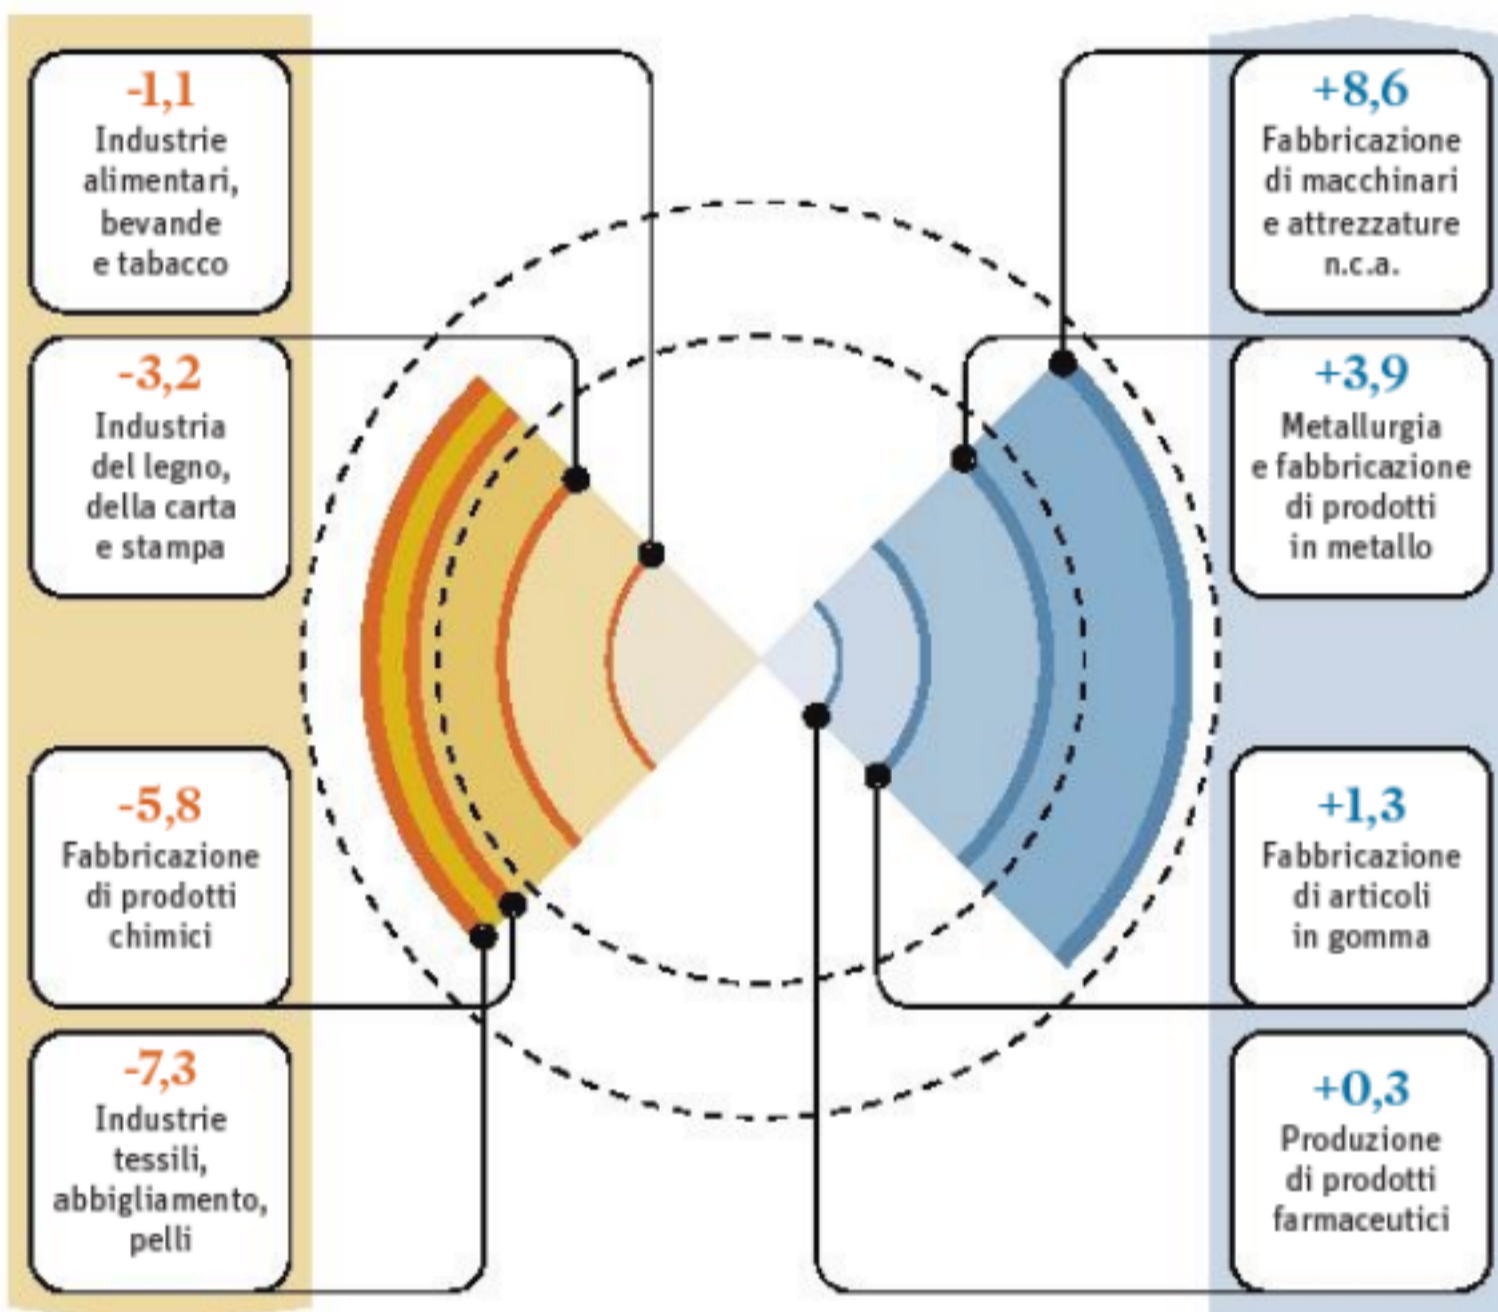 -1,1
Industrie
alimentari,
bevande
e tabacco
-3,2
Industria
del legno,
della carta
e stampa
-5,8
Fabbricazione
di prodotti
chimici
-7,3
Industrie
tessili,
abbigliamento,
pelli
+8,6
Fabbricazione
di macchinari
e attrezzature
n.c.a.
+3,9
Metallurgia
e fabbricazione
di prodotti
in metallo
+1,3
Fabbricazione
di articoli
in gomma
+0,3
Produzione
di prodotti
farmaceutici